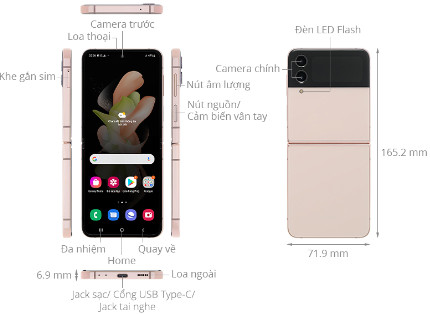 Camera trước
Loa thoại
Đèn LED Flash
Khe gắn sim
Camera chính
Nút âm lượng
Nút nguồn/
Cảm biến vân tay
165.2 mm
Đa nhiệm
Quay về
Home
71.9 mm
6.9 mm
Loa ngoài
Jack sạc/ Cổng USB Type-C/
Jack tai nghe